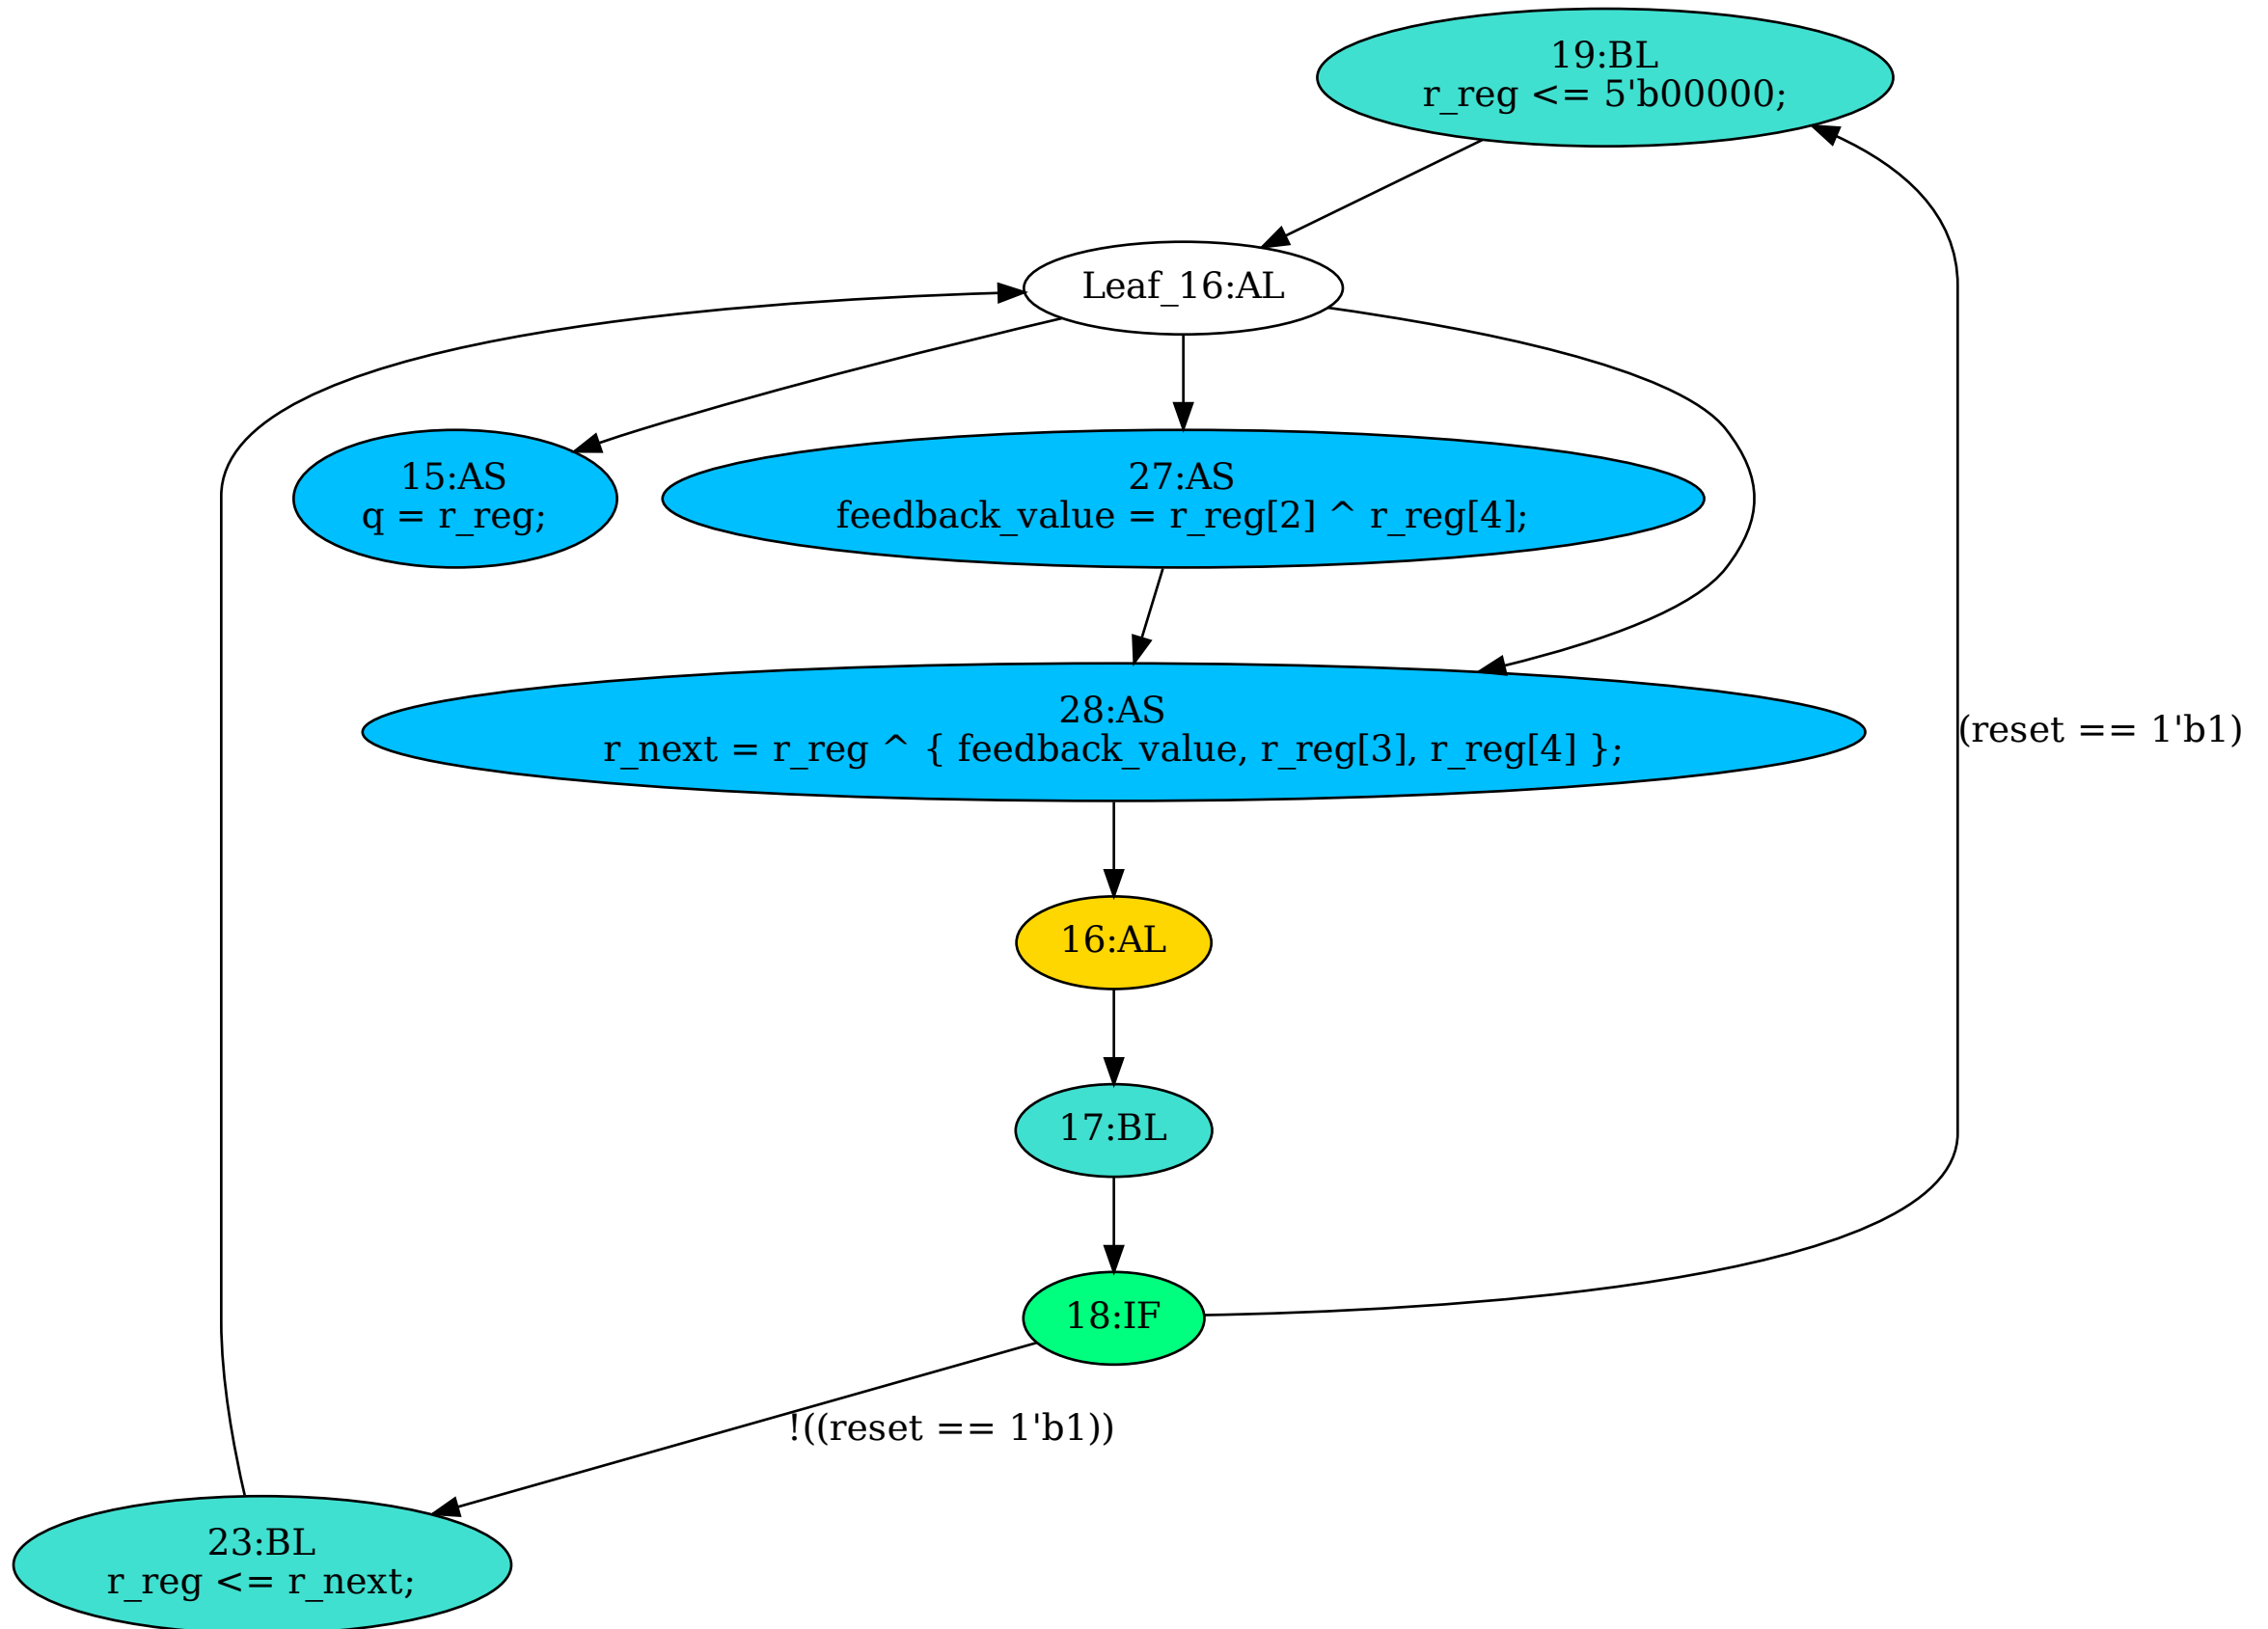 19:BL
r_reg <= 5'b00000;
Leaf_16:AL
15:AS
q = r_reg;
27:AS
feedback_value = r_reg[2] ^ r_reg[4];
28:AS
r_next = r_reg ^ { feedback_value, r_reg[3], r_reg[4] };
(reset == 1'b1)
16:AL
17:BL
18:IF
!((reset == 1'b1))
23:BL
r_reg <= r_next;